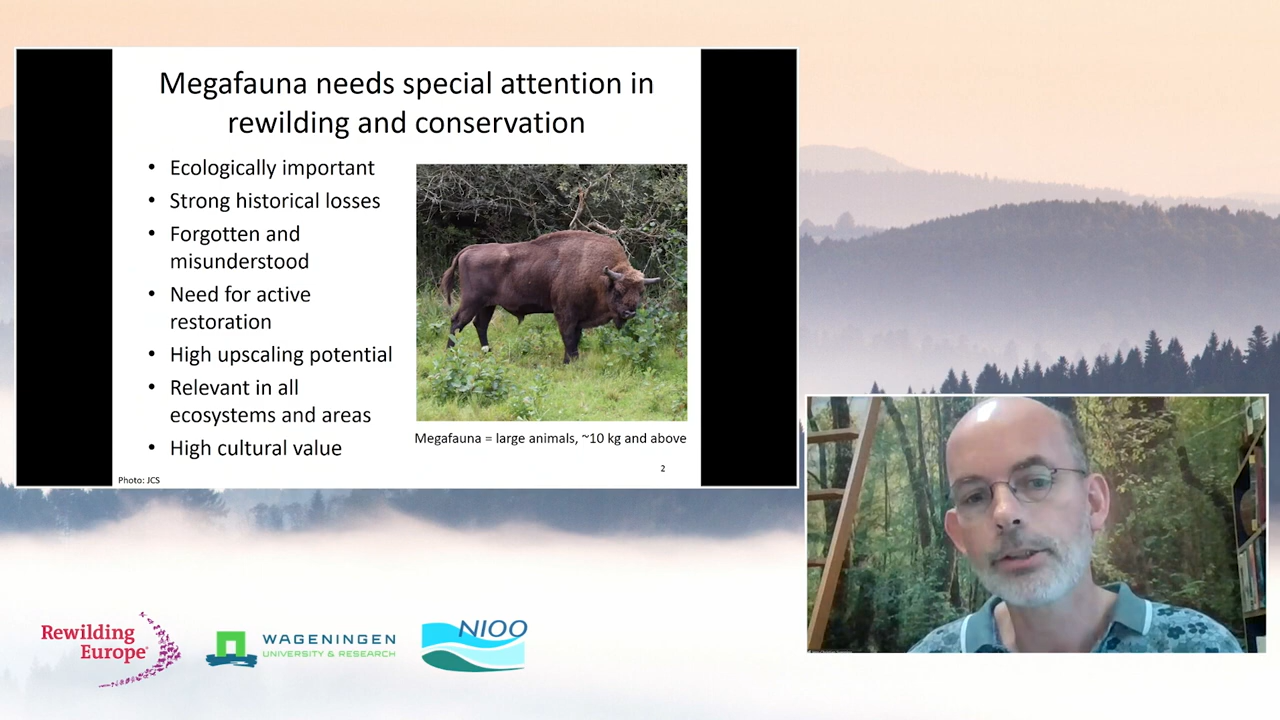 Megafauna needs special attention in
rewilding and conservation
• Ecologically important
• Strong historical losses
• Forgotten and
misunderstood
• Need for active
restoration
• High upscaling potential
• Relevant in all
ecosystems and areas
• High cultural value
Megafauna = large animals, ~10 kg and above
2
Photo: JCS
Rewilding
Europe
WAGENINGEN
UNIVERSITY & RESEARCH
NIOO